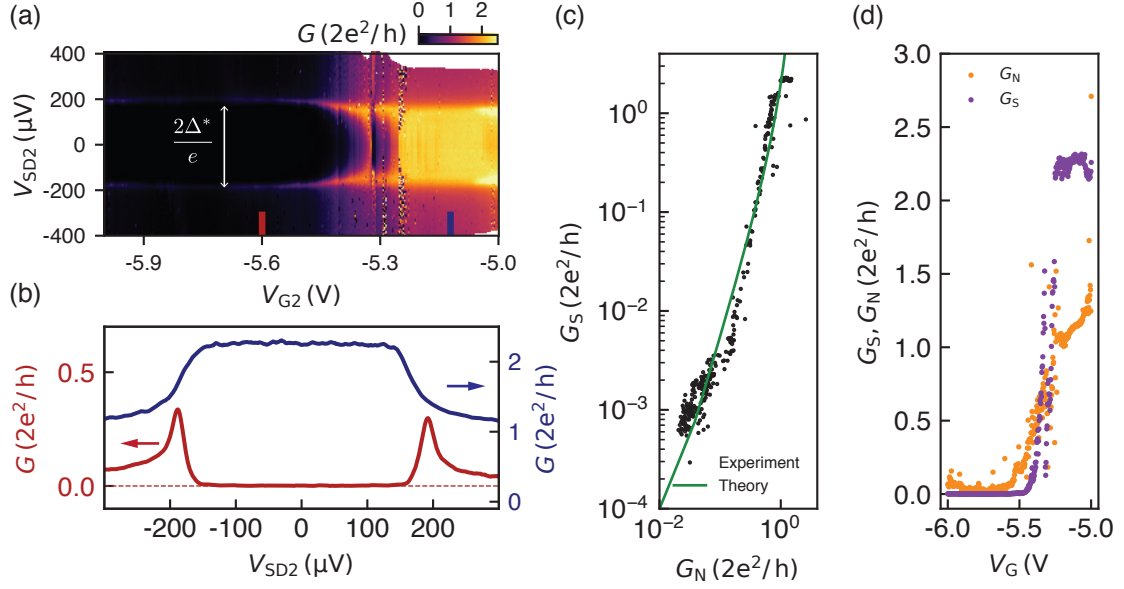 (a)
G (2e²/h)
0 1 2
V_SD2 (µV)
400
200
0
-200
-400
2Δ*
e
-5.9 -5.6 -5.3 -5.0
V_G2 (V)
(b)
G (2e²/h)
0.5
0.0
2
1
0
G (2e²/h)
-200 -100 0 100 200
V_SD2 (µV)
(c)
G_S (2e²/h)
10⁰
10⁻¹
10⁻²
10⁻³
10⁻⁴
Experiment
Theory
10⁻² 10⁰
G_N (2e²/h)
(d)
G_S, G_N (2e²/h)
3.0
2.5
2.0
1.5
1.0
0.5
0.0
G_N
G_S
-6.0 -5.5 -5.0
V_G (V